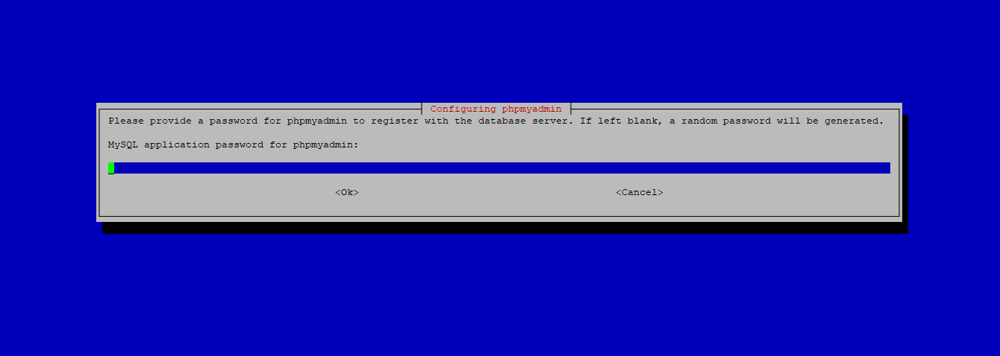 Configuring phpmyadmin
Please provide a password for phpmyadmin to register with the database server. If left blank, a random password will be generated.
MySQL application password for phpmyadmin:
<Ok> <Cancel>